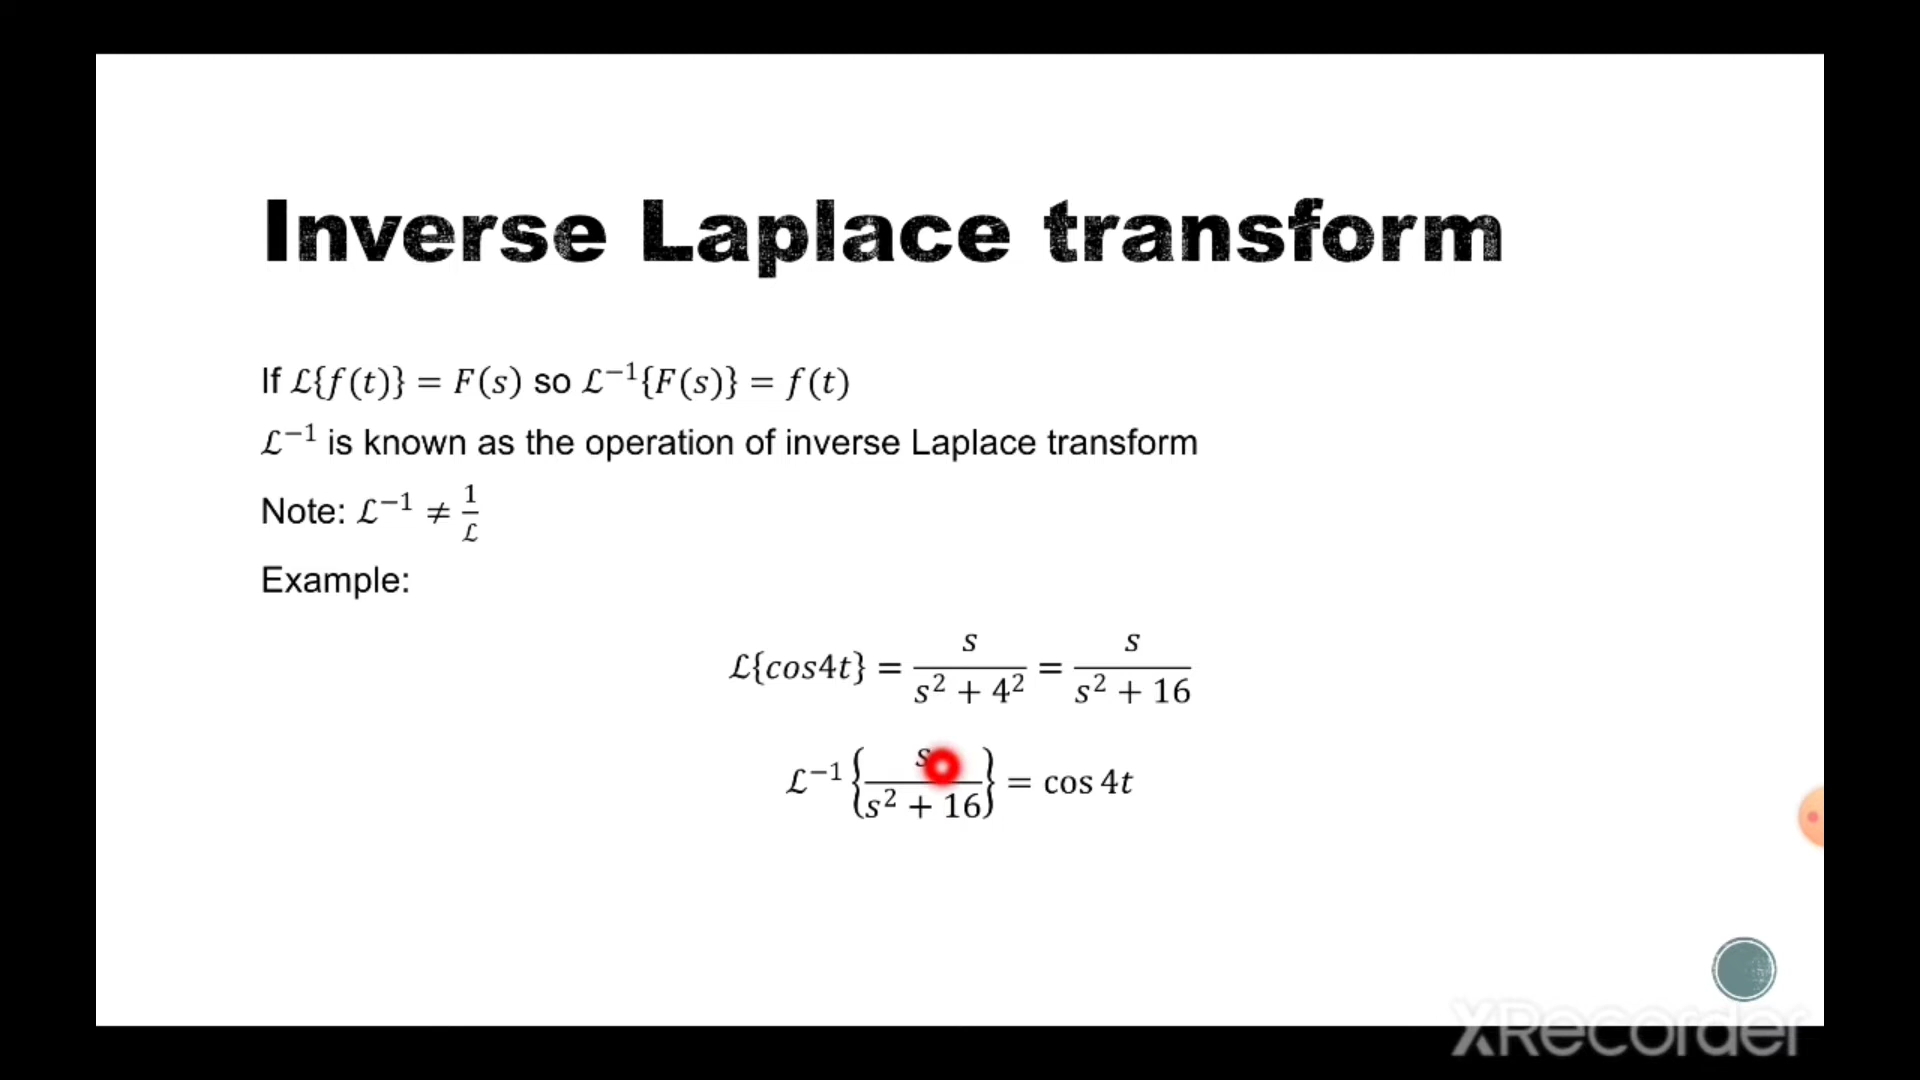 Inverse Laplace transform
If ℒ{f(t)} = F(s) so ℒ⁻¹{F(s)} = f(t)
ℒ⁻¹ is known as the operation of inverse Laplace transform
Note: ℒ⁻¹ ≠ 1/ℒ
Example:
ℒ{cos4t} = s/(s² + 4²) = s/(s² + 16)
ℒ⁻¹{s/(s² + 16)} = cos 4t
XRecorder